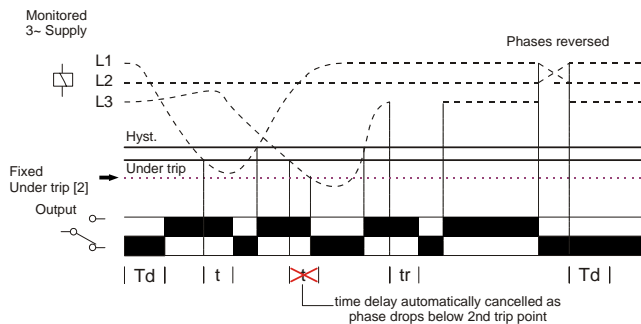 Monitored
3~ Supply
Phases reversed
L1
L2
L3
Hyst.
Under trip
Fixed
Under trip [2]
Output
Td
t
t
tr
Td
time delay automatically cancelled as
phase drops below 2nd trip point